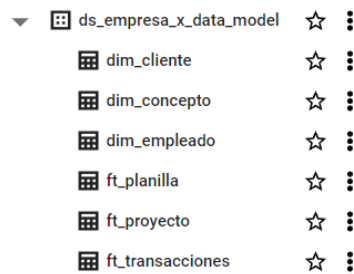 ds_empresa_x_data_model
dim_cliente
dim_concepto
dim_empleado
ft_planilla
ft_proyecto
ft_transacciones